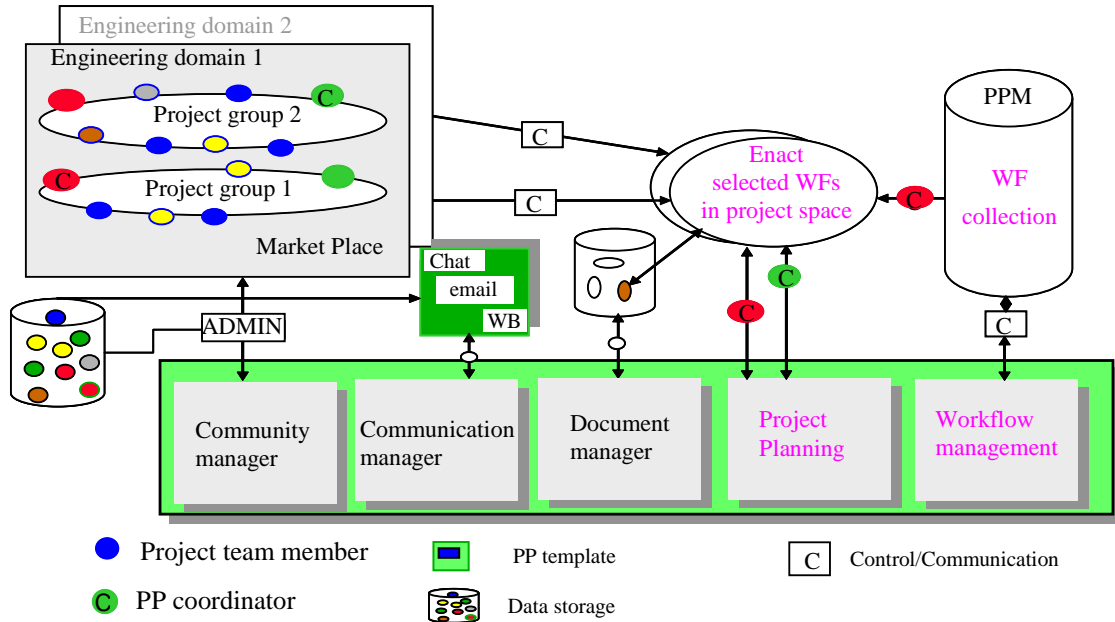 Engineering domain 2
Engineering domain 1
C
Project group 2
C
Project group 1
Market Place
C
C
Enact
selected WFs
in project space
C
PPM
WF
collection
Chat
email
WB
ADMIN
C
C
C
Community
manager
Communication
manager
Document
manager
Project
Planning
Workflow
management
Project team member
PP template
C Control/Communication
C PP coordinator
Data storage